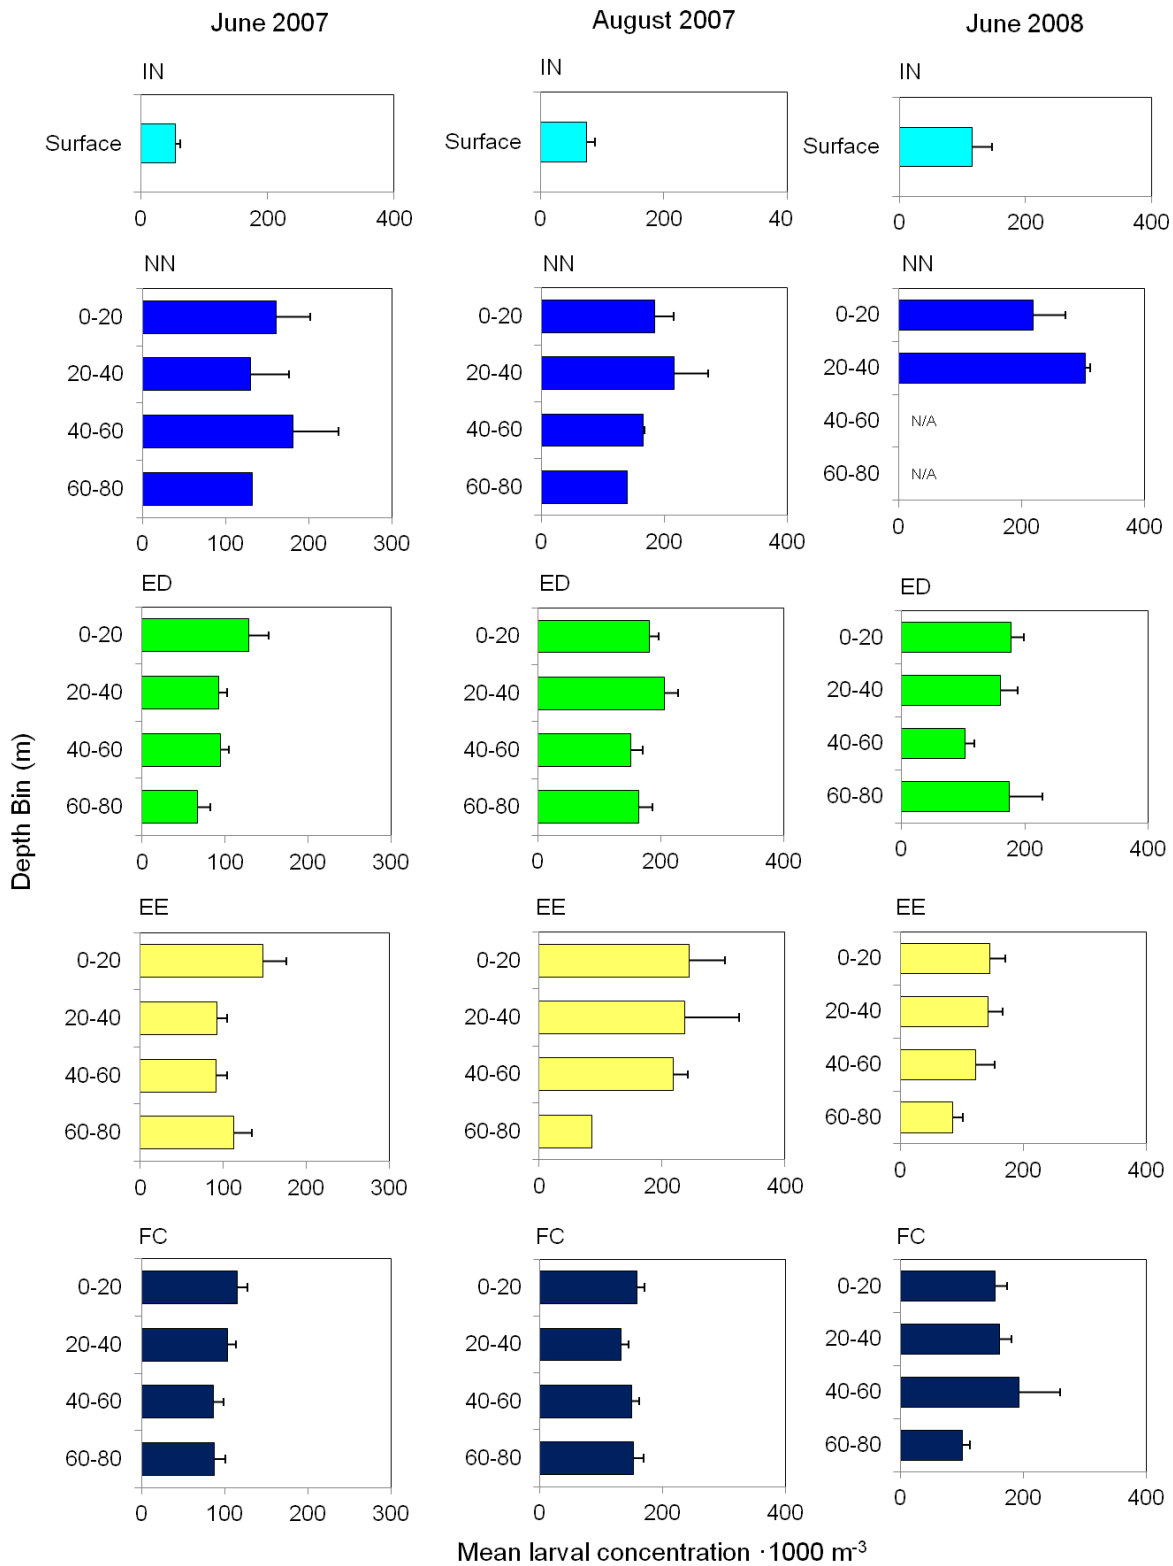 June 2007 August 2007 June 2008
IN IN IN
Surface Surface Surface
0 200 400 0 200 40 0 200 400
NN NN NN
0-20 0-20 0-20
20-40 20-40 20-40
40-60 40-60 40-60 N/A
60-80 60-80 60-80 N/A
0 100 200 300 0 200 400 0 200 400
ED ED ED
0-20 0-20 0-20
20-40 20-40 20-40
40-60 40-60 40-60
60-80 60-80 60-80
0 100 200 300 0 200 400 0 200 400
Depth Bin (m)
EE EE EE
0-20 0-20 0-20
20-40 20-40 20-40
40-60 40-60 40-60
60-80 60-80 60-80
0 100 200 300 0 200 400 0 200 400
FC FC FC
0-20 0-20 0-20
20-40 20-40 20-40
40-60 40-60 40-60
60-80 60-80 60-80
0 100 200 300 0 200 400 0 200 400
Mean larval concentration ·1000 m⁻³